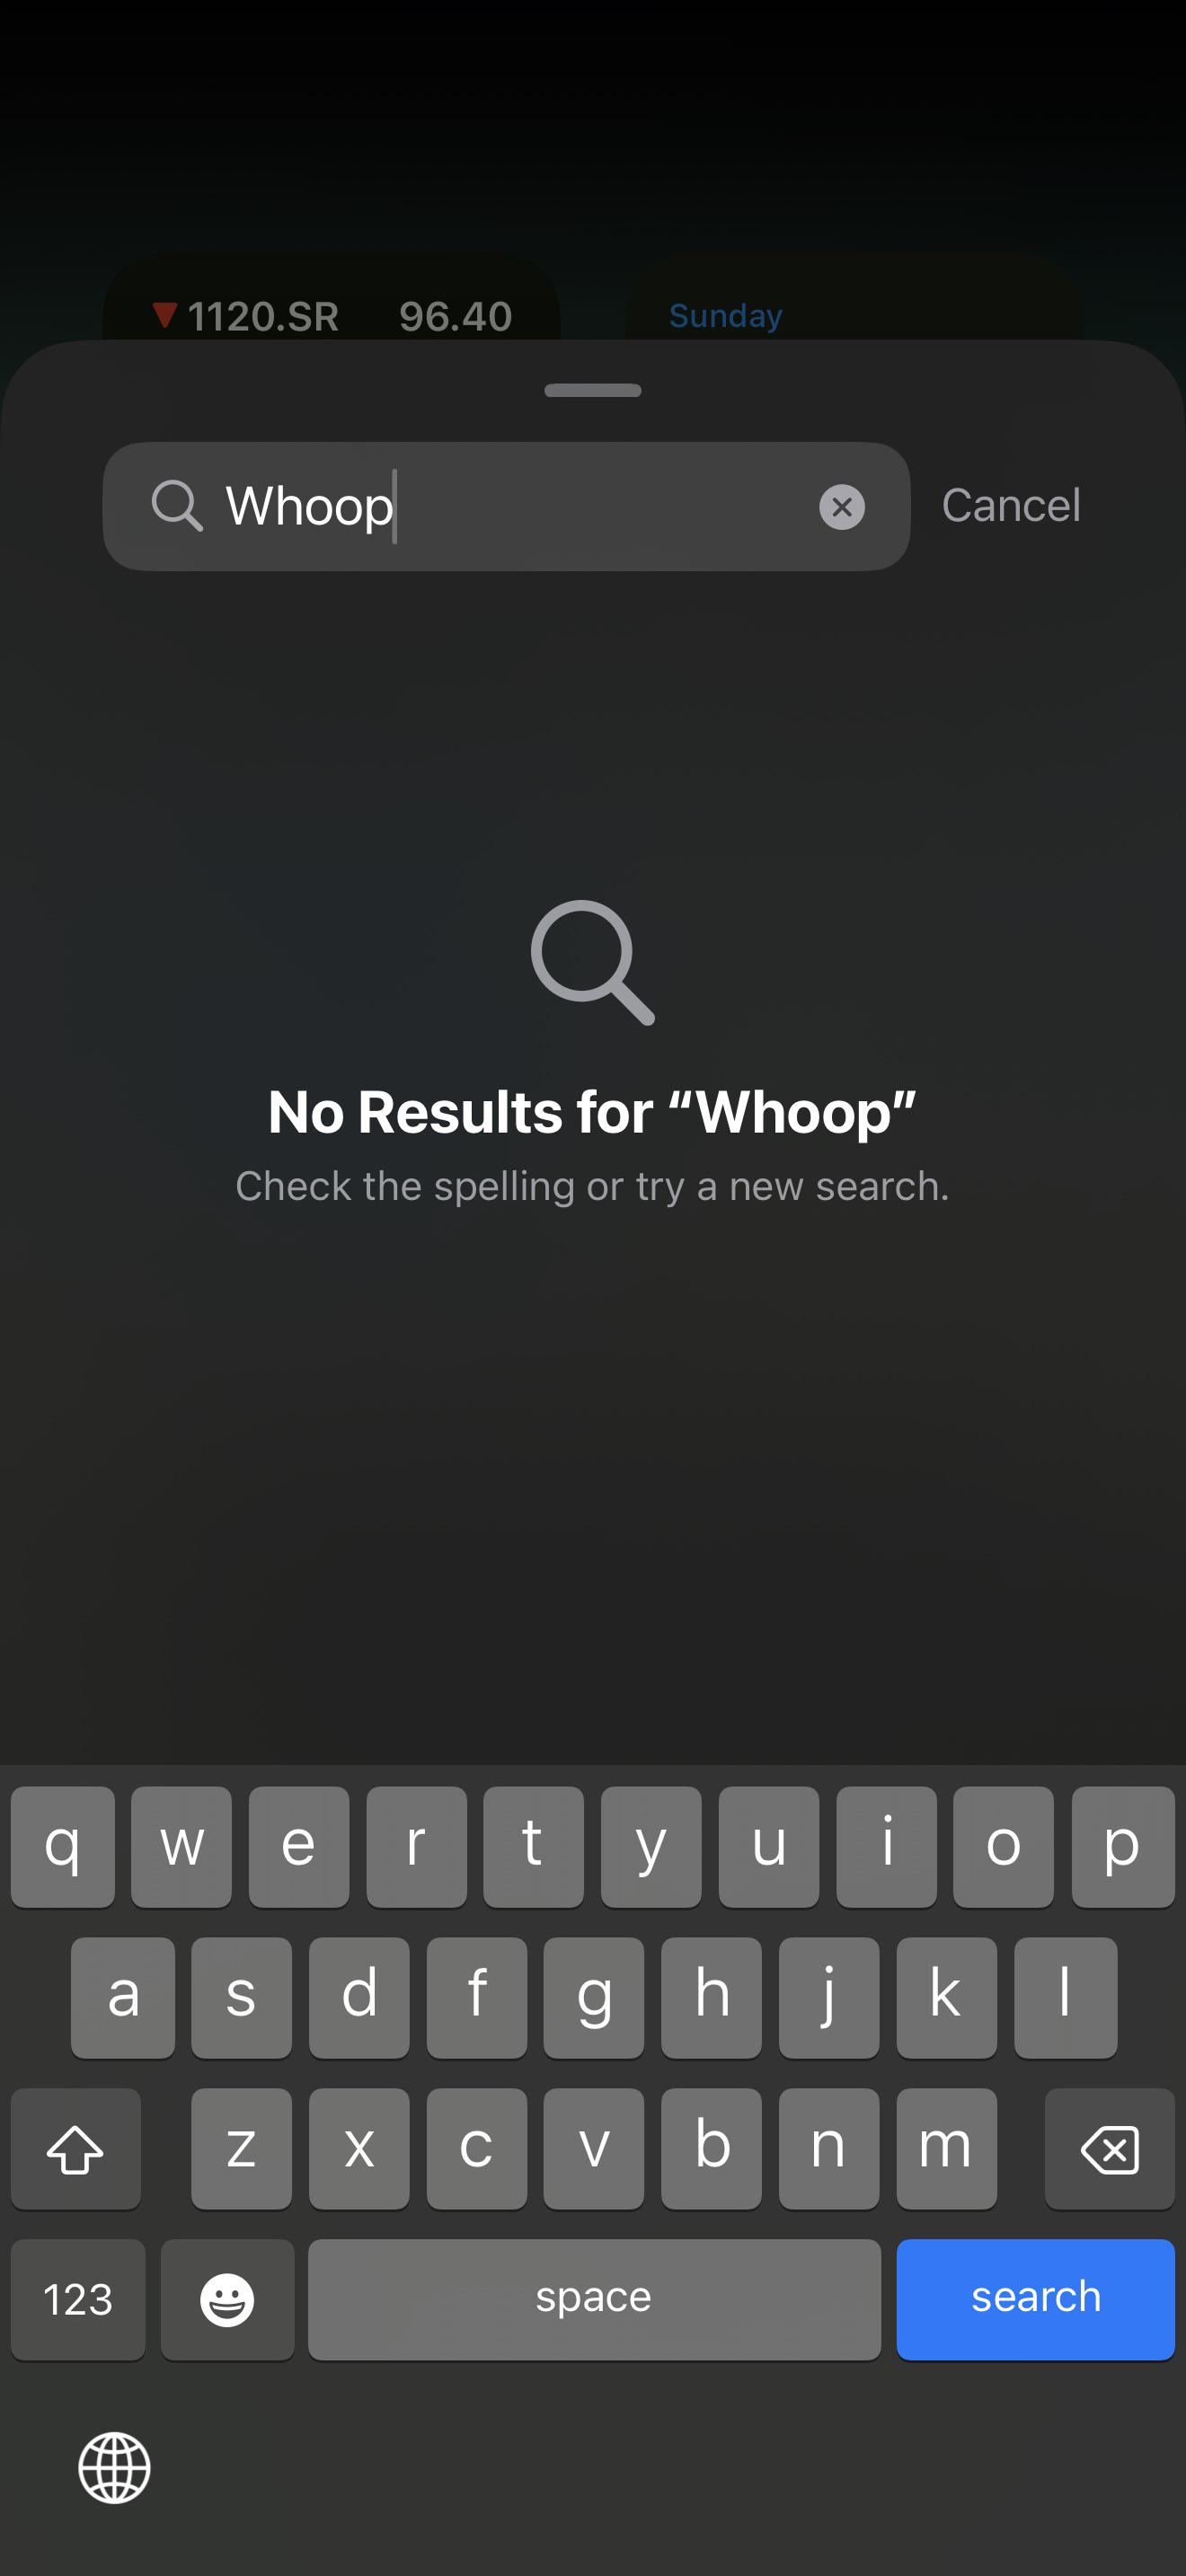 1120.SR 96.40 Sunday
Whoop Cancel
No Results for “Whoop”
Check the spelling or try a new search.
q w e r t y u i o p
a s d f g h j k l
z x c v b n m
123 space search